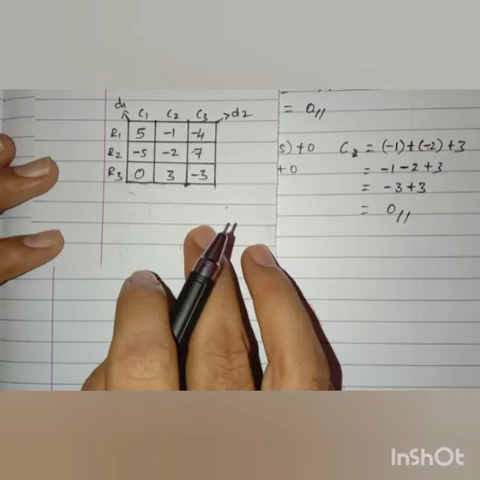 d1
C1 C2 C3 >d2
R1 5 -1 -4
R2 -5 -2 7
R3 0 3 -3
= 0//
5)+0
+0
C2 = (-1)+(-2)+3
= -1-2+3
= -3+3
= 0//
InShOt